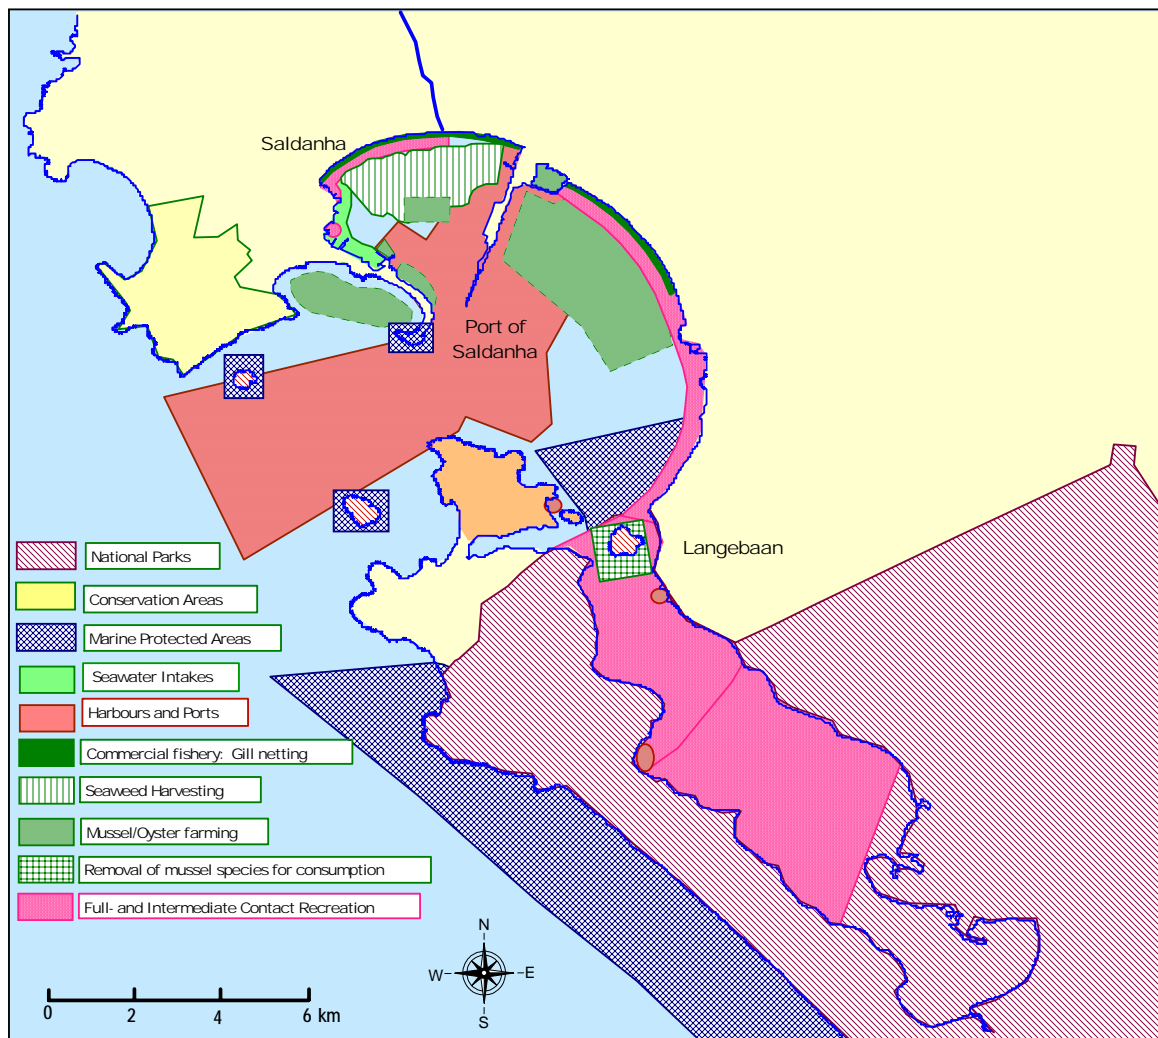 Saldanha
Port of
Saldanha
Langebaan
National Parks
Conservation Areas
Marine Protected Areas
Seawater Intakes
Harbours and Ports
Commercial fishery: Gill netting
Seaweed Harvesting
Mussel/Oyster farming
Removal of mussel species for consumption
Full- and Intermediate Contact Recreation
N
W E
S
0 2 4 6 km